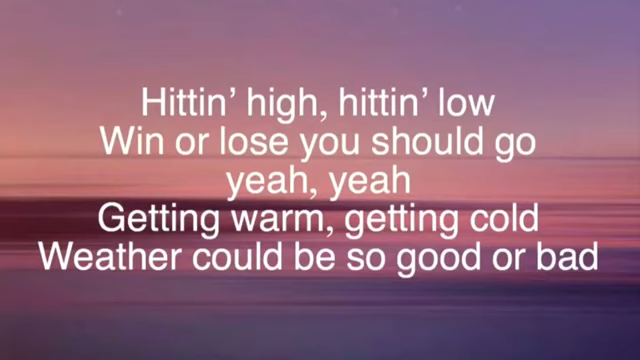 Hittin’ high, hittin’ low
Win or lose you should go
yeah, yeah
Getting warm, getting cold
Weather could be so good or bad